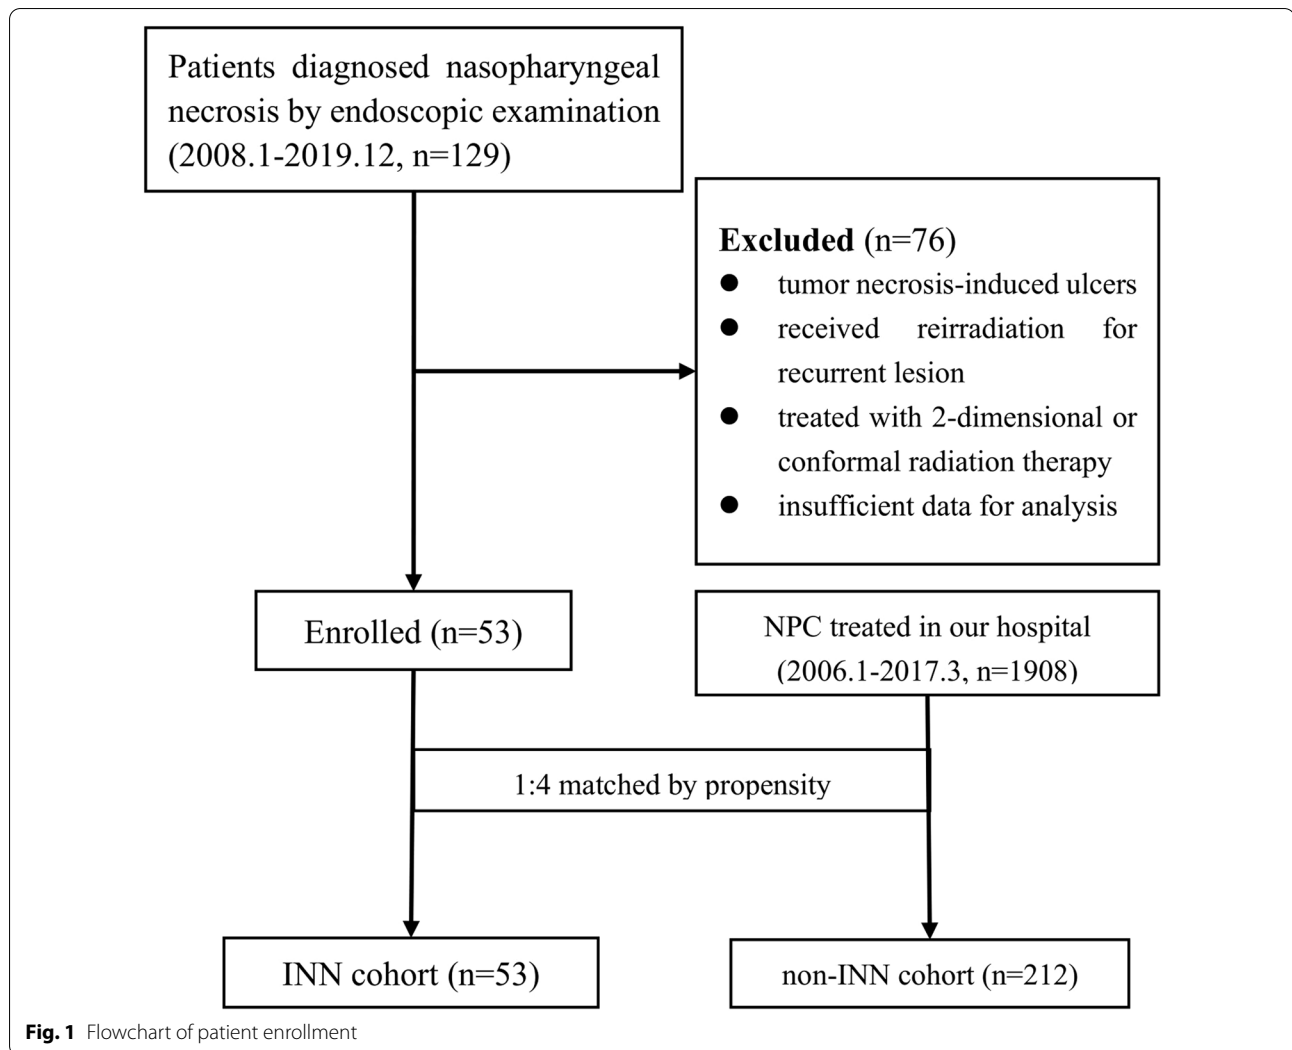 Patients diagnosed nasopharyngeal
necrosis by endoscopic examination
(2008.1-2019.12, n=129)
Excluded (n=76)
● tumor necrosis-induced ulcers
● received reirradiation for
recurrent lesion
● treated with 2-dimensional or
conformal radiation therapy
● insufficient data for analysis
Enrolled (n=53)
NPC treated in our hospital
(2006.1-2017.3, n=1908)
1:4 matched by propensity
INN cohort (n=53)
non-INN cohort (n=212)
Fig. 1 Flowchart of patient enrollment